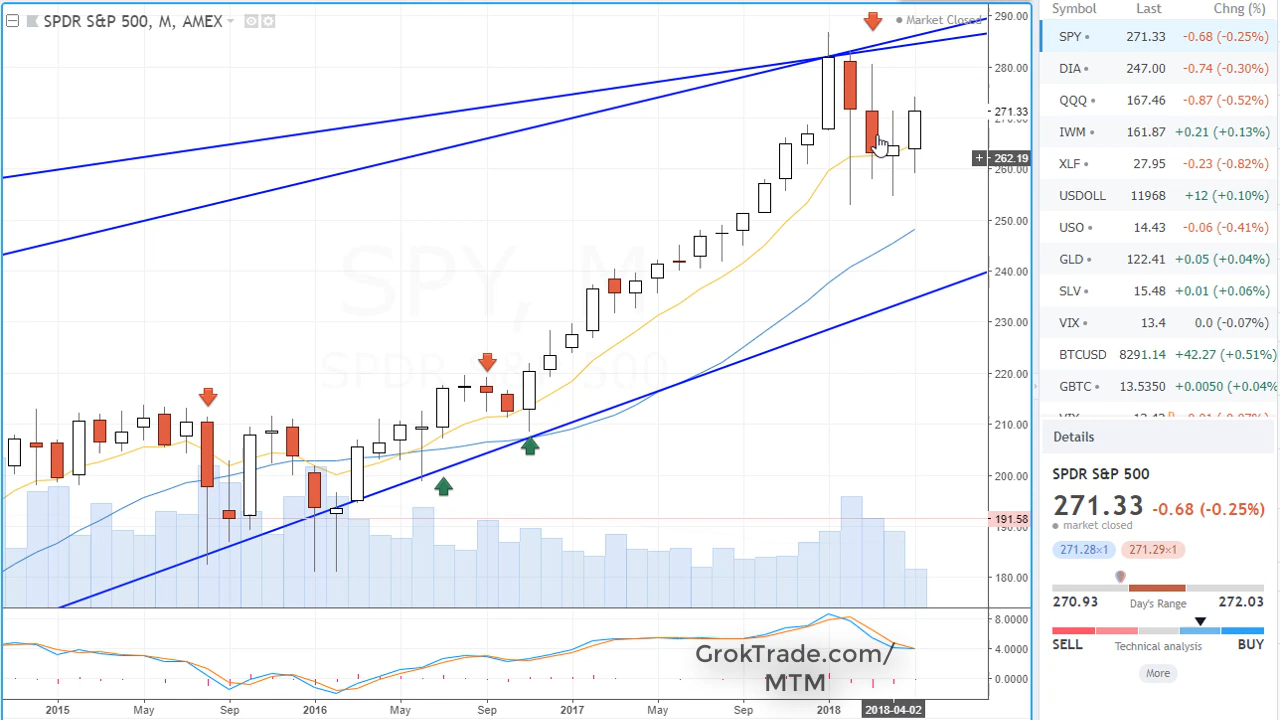 SPDR S&P 500, M, AMEX
Market Closed
SPY, M
SPDR S&P 500
290.00
280.00
271.33
270.00
262.19
260.00
250.00
240.00
230.00
220.00
210.00
200.00
191.58
190.00
180.00
8.0000
4.0000
0.0000
2015
May
Sep
2016
May
Sep
2017
May
Sep
2018
2018-04-02
GrokTrade.com/
MTM
Symbol Last Chng (%)
SPY 271.33 -0.68 (-0.25%)
DIA 247.00 -0.74 (-0.30%)
QQQ 167.46 -0.87 (-0.52%)
IWM 161.87 +0.21 (+0.13%)
XLF 27.95 -0.23 (-0.82%)
USDOLL 11968 +12 (+0.10%)
USO 14.43 -0.06 (-0.41%)
GLD 122.41 +0.05 (+0.04%)
SLV 15.48 +0.01 (+0.06%)
VIX 13.4 0.0 (-0.07%)
BTCUSD 8291.14 +42.27 (+0.51%)
GBTC 13.5350 +0.0050 (+0.04%
Details
SPDR S&P 500
271.33 -0.68 (-0.25%)
market closed
271.28×1 271.29×1
270.93 Day's Range 272.03
SELL Technical analysis BUY
More